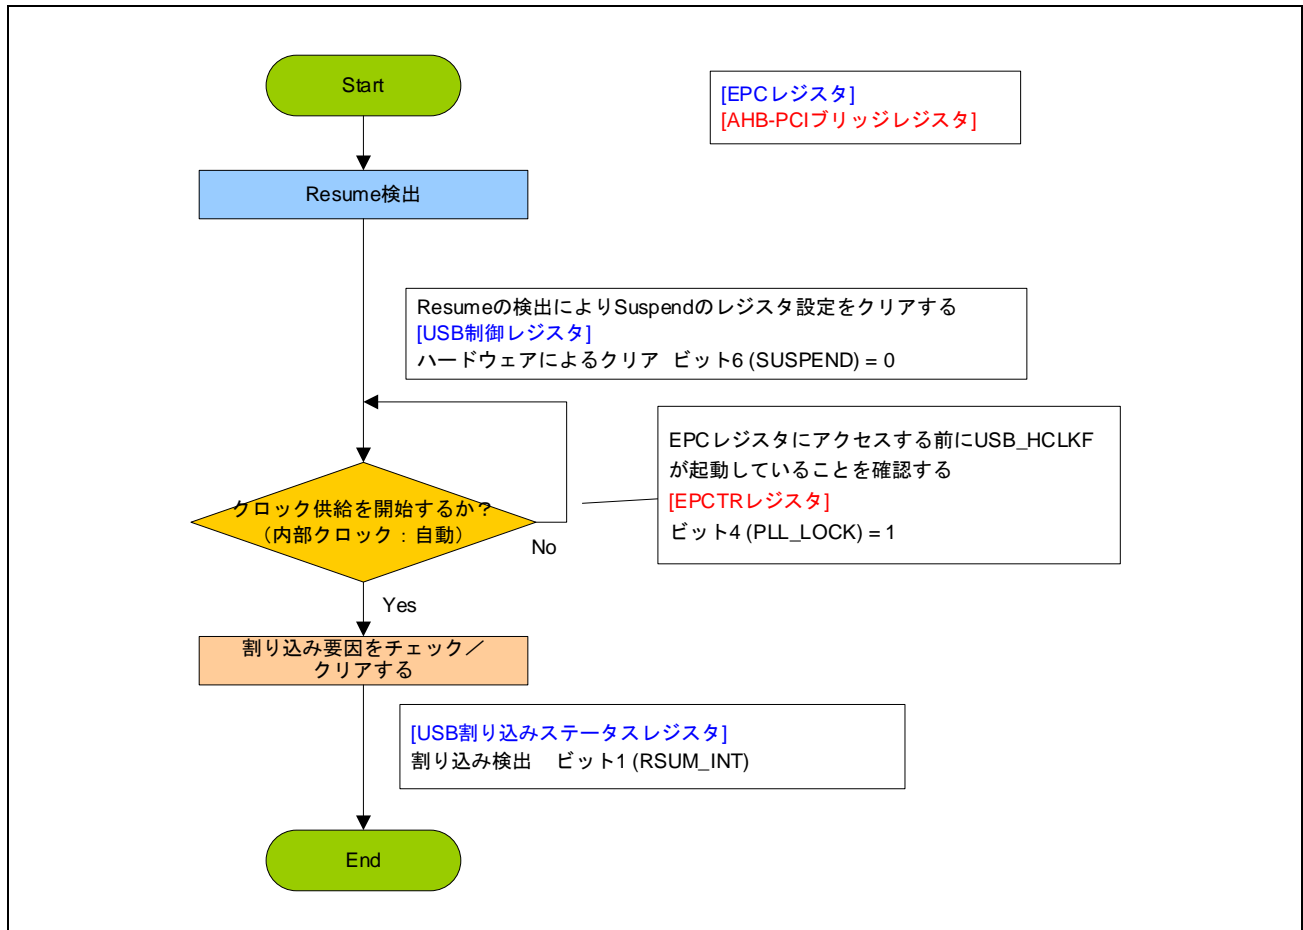 Start
[EPCレジスタ]
[AHB-PCIブリッジレジスタ]
Resume検出
Resumeの検出によりSuspendのレジスタ設定をクリアする
[USB制御レジスタ]
ハードウェアによるクリア ビット6 (SUSPEND) = 0
EPCレジスタにアクセスする前にUSB_HCLKF
が起動していることを確認する
[EPCTRレジスタ]
ビット4 (PLL_LOCK) = 1
クロック供給を開始するか?
(内部クロック:自動)
No
Yes
割り込み要因をチェック/
クリアする
[USB割り込みステータスレジスタ]
割り込み検出 ビット1 (RSUM_INT)
End